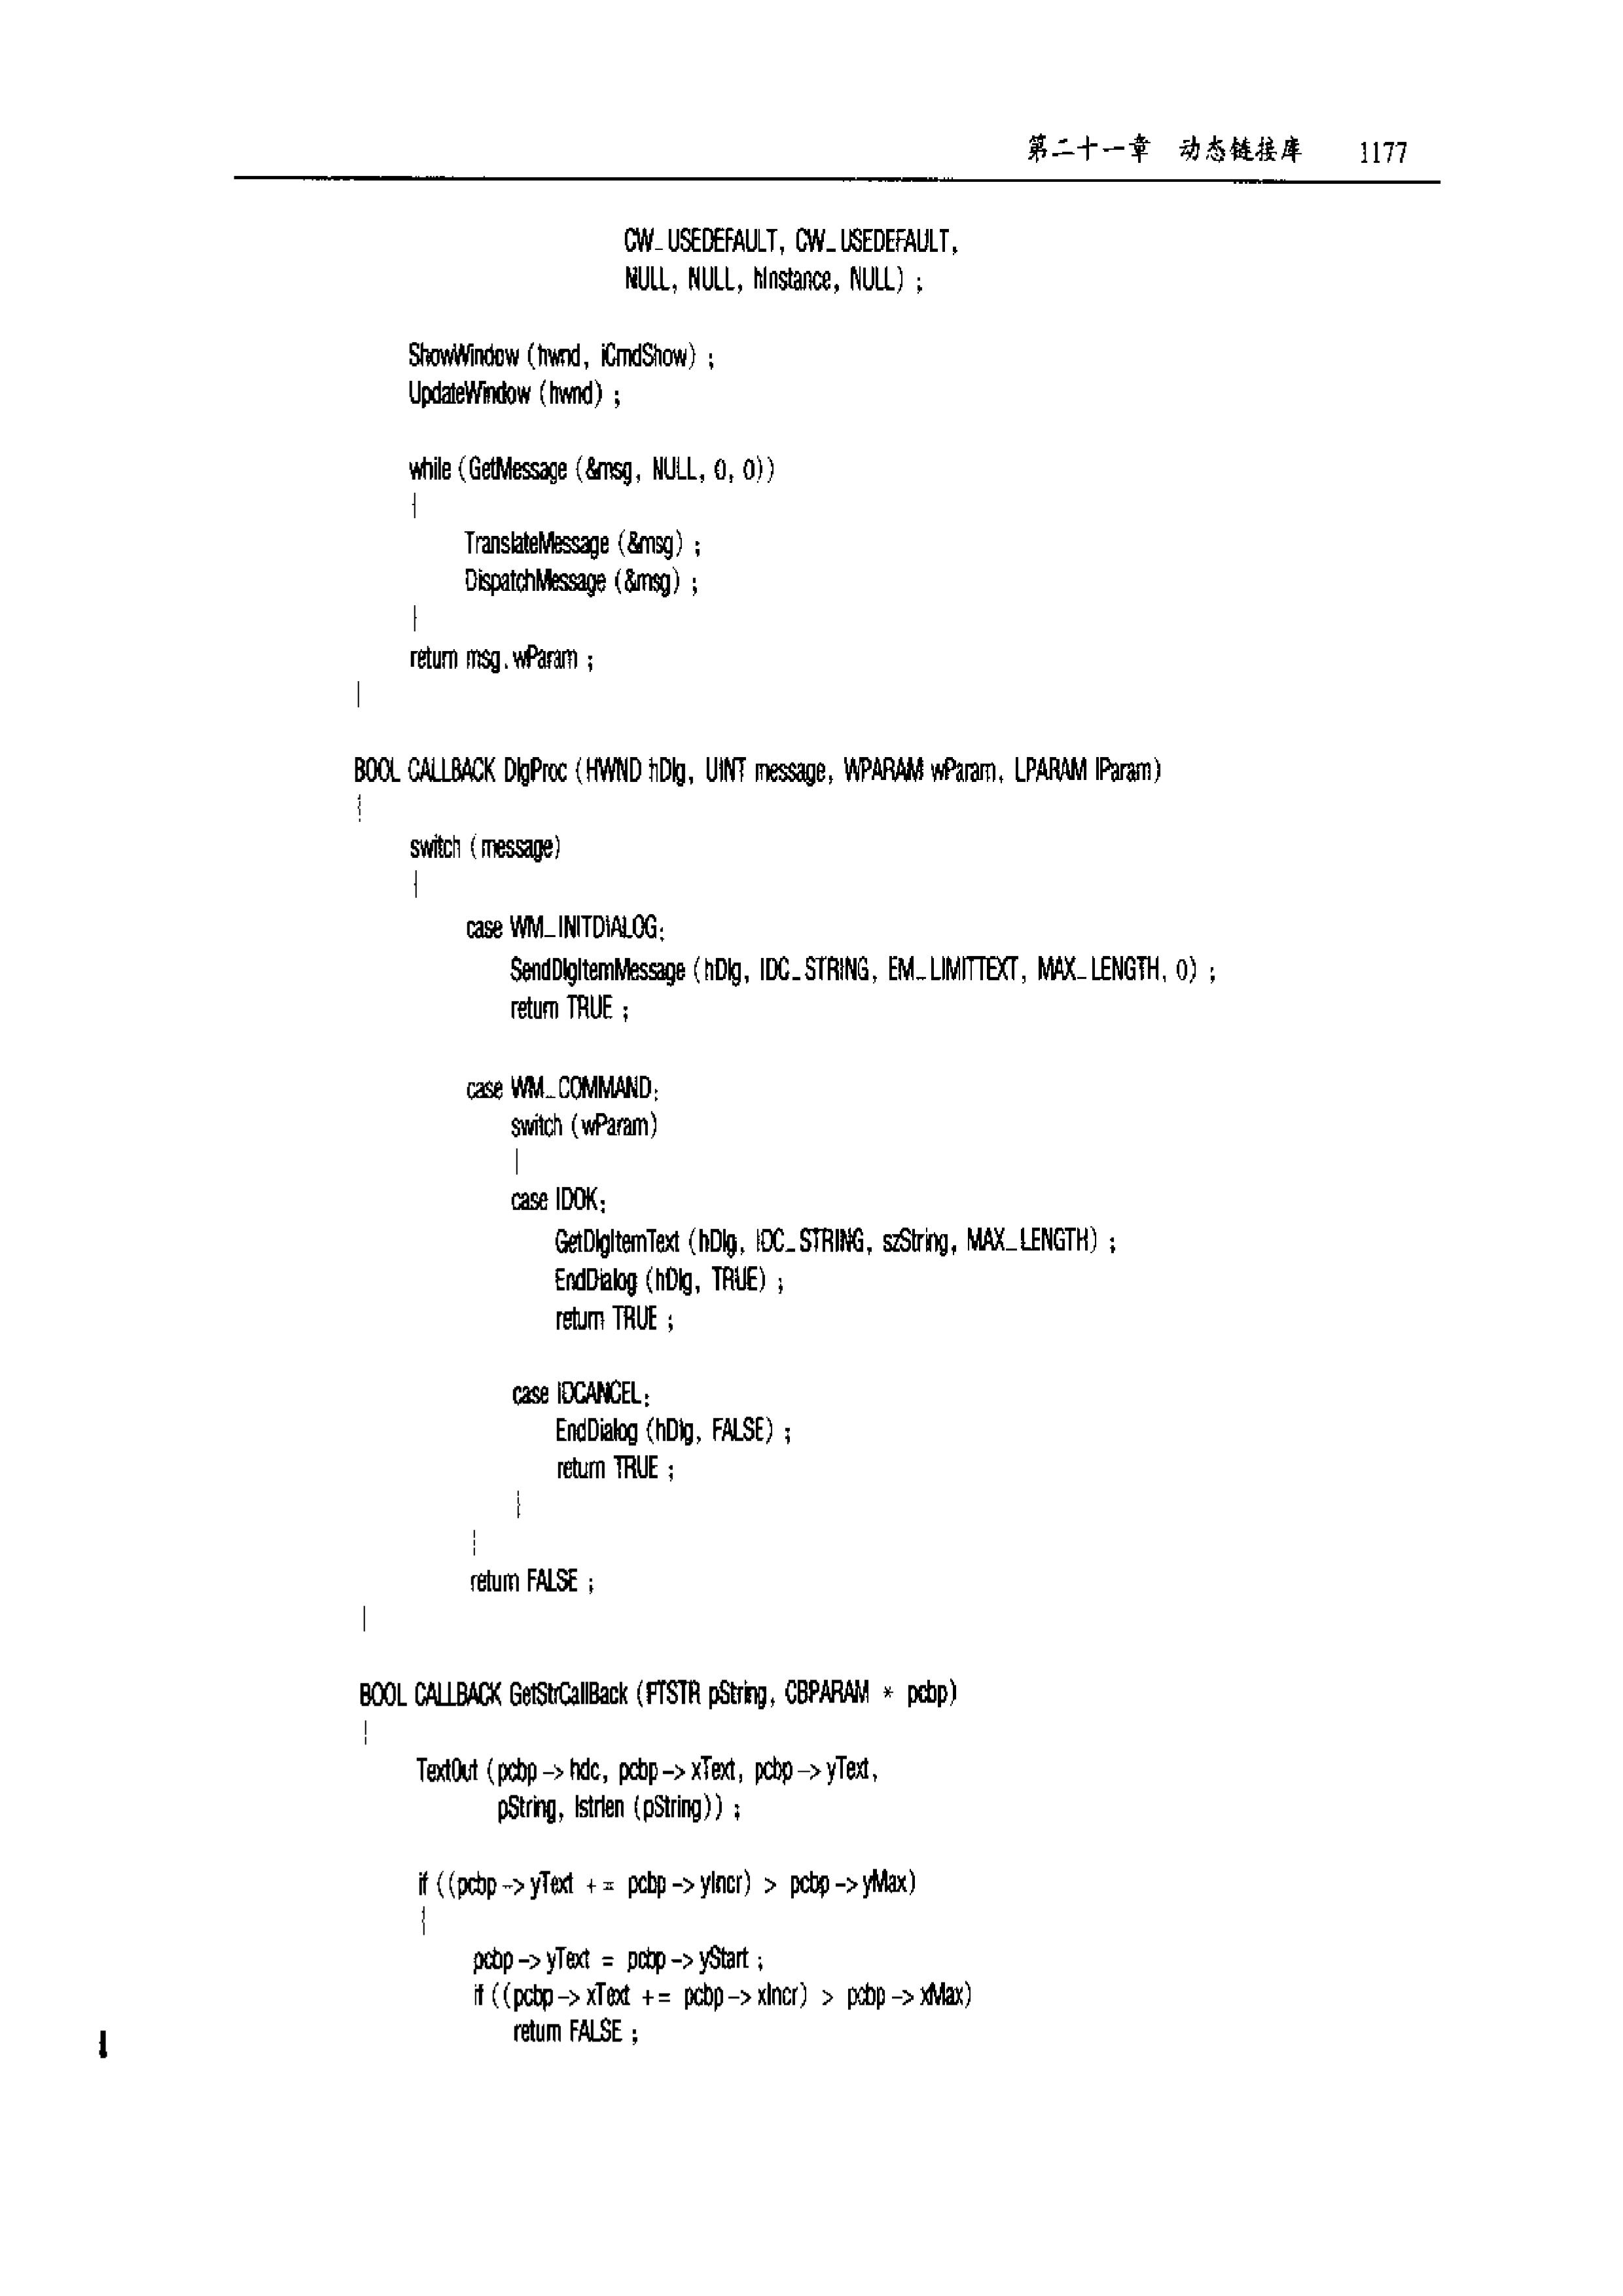 第二十一章 动态链接库 1177
CW_USEDEFAULT, CW_USEDEFAULT,
NULL, NULL, hInstance, NULL) ;
ShowWindow (hwnd, iCmdShow) ;
UpdateWindow (hwnd) ;
while (GetMessage (&msg, NULL, 0, 0))
{
TranslateMessage (&msg) ;
DispatchMessage (&msg) ;
}
return msg.wParam ;
}
BOOL CALLBACK DlgProc (HWND hDlg, UINT message, WPARAM wParam, LPARAM lParam)
{
switch (message)
{
case WM_INITDIALOG:
SendDlgItemMessage (hDlg, IDC_STRING, EM_LIMITTEXT, MAX_LENGTH, 0) ;
return TRUE ;
case WM_COMMAND:
switch (wParam)
{
case IDOK:
GetDlgItemText (hDlg, IDC_STRING, szString, MAX_LENGTH) ;
EndDialog (hDlg, TRUE) ;
return TRUE ;
case IDCANCEL:
EndDialog (hDlg, FALSE) ;
return TRUE ;
}
}
return FALSE ;
}
BOOL CALLBACK GetStrCallBack (PTSTR pString, CBPARAM * pcbp)
{
TextOut (pcbp -> hdc, pcbp -> xText, pcbp -> yText,
pString, lstrlen (pString)) ;
if ((pcbp -> yText += pcbp -> yIncr) > pcbp -> yMax)
{
pcbp -> yText = pcbp -> yStart ;
if ((pcbp -> xText += pcbp -> xIncr) > pcbp -> xMax)
return FALSE ;